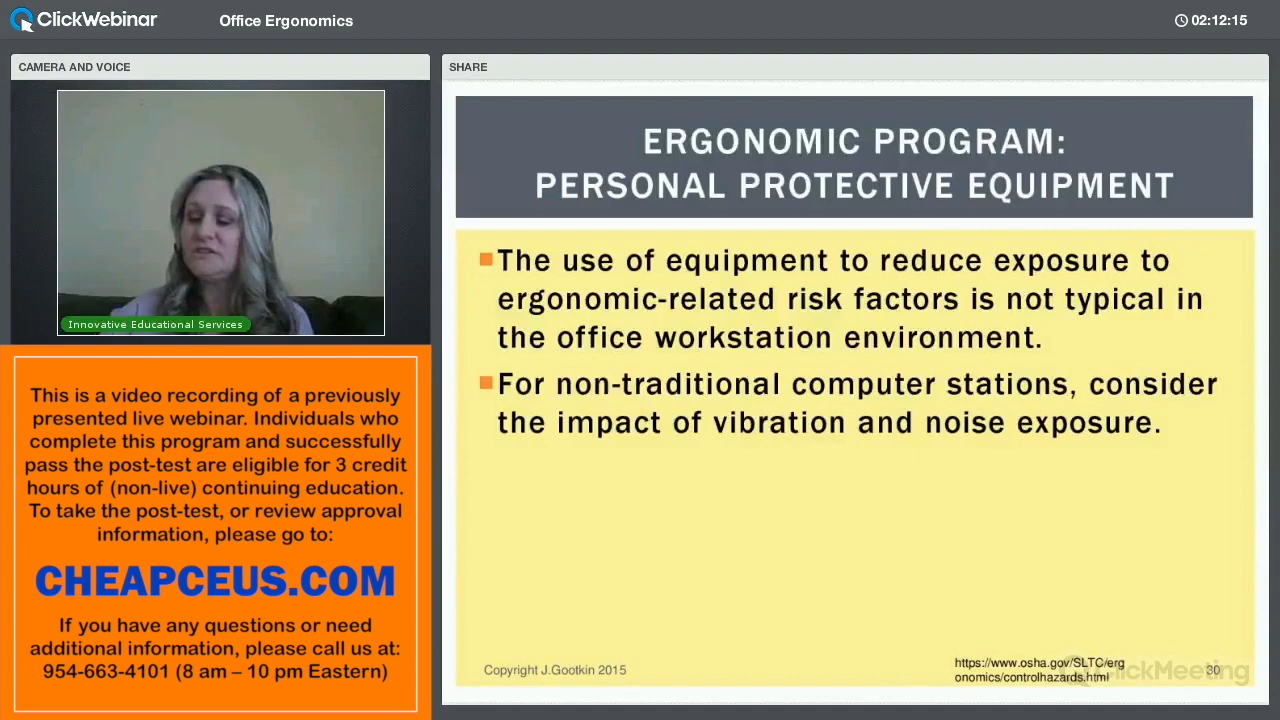 ClickWebinar
Office Ergonomics
02:12:15
CAMERA AND VOICE
Innovative Educational Services
This is a video recording of a previously
presented live webinar. Individuals who
complete this program and successfully
pass the post-test are eligible for 3 credit
hours of (non-live) continuing education.
To take the post-test, or review approval
information, please go to:
CHEAPCEUS.COM
If you have any questions or need
additional information, please call us at:
954-663-4101 (8 am – 10 pm Eastern)
SHARE
ERGONOMIC PROGRAM:
PERSONAL PROTECTIVE EQUIPMENT
The use of equipment to reduce exposure to
ergonomic-related risk factors is not typical in
the office workstation environment.
For non-traditional computer stations, consider
the impact of vibration and noise exposure.
Copyright J.Gootkin 2015
https://www.osha.gov/SLTC/erg
onomics/controlhazards.html
30
ClickMeeting